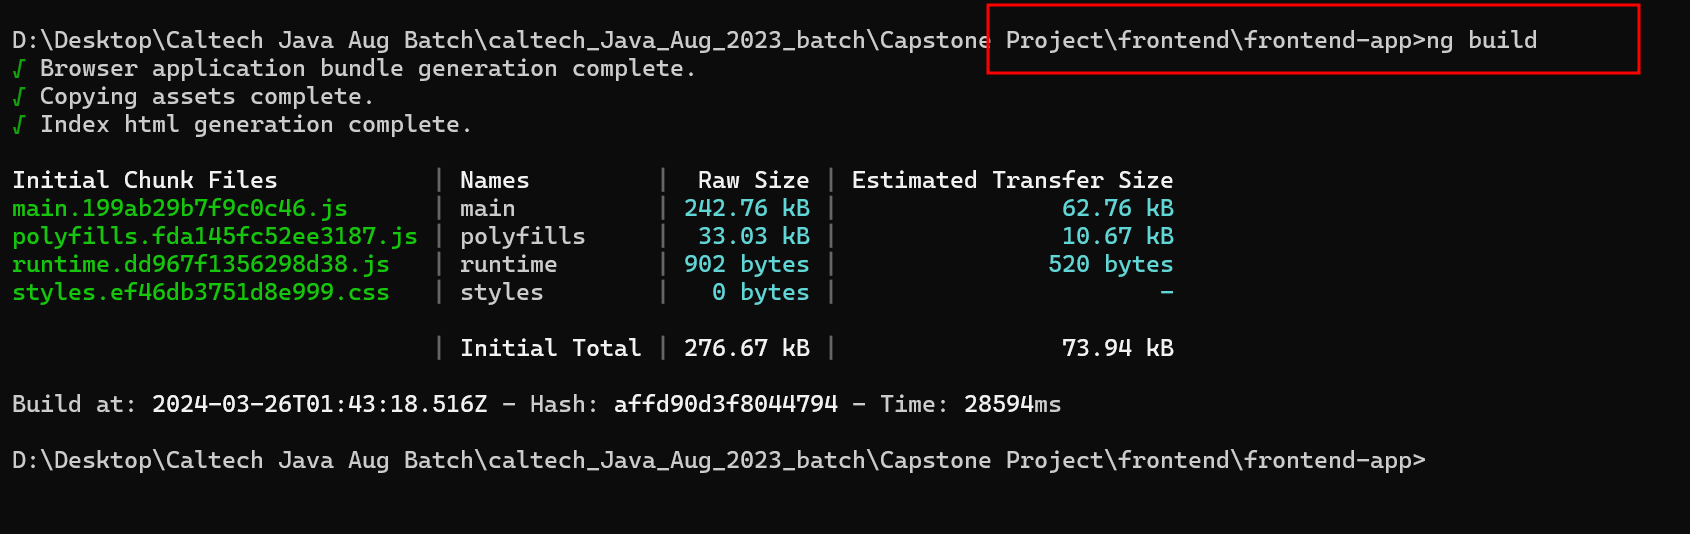 D:\Desktop\Caltech Java Aug Batch\caltech_Java_Aug_2023_batch\Capstone Project\frontend\frontend-app>ng build
√ Browser application bundle generation complete.
√ Copying assets complete.
√ Index html generation complete.
Initial Chunk Files | Names | Raw Size | Estimated Transfer Size
main.199ab29b7f9c0c46.js | main | 242.76 kB | 62.76 kB
polyfills.fda145fc52ee3187.js | polyfills | 33.03 kB | 10.67 kB
runtime.dd967f1356298d38.js | runtime | 902 bytes | 520 bytes
styles.ef46db3751d8e999.css | styles | 0 bytes | -
| Initial Total | 276.67 kB | 73.94 kB
Build at: 2024-03-26T01:43:18.516Z - Hash: affd90d3f8044794 - Time: 28594ms
D:\Desktop\Caltech Java Aug Batch\caltech_Java_Aug_2023_batch\Capstone Project\frontend\frontend-app>